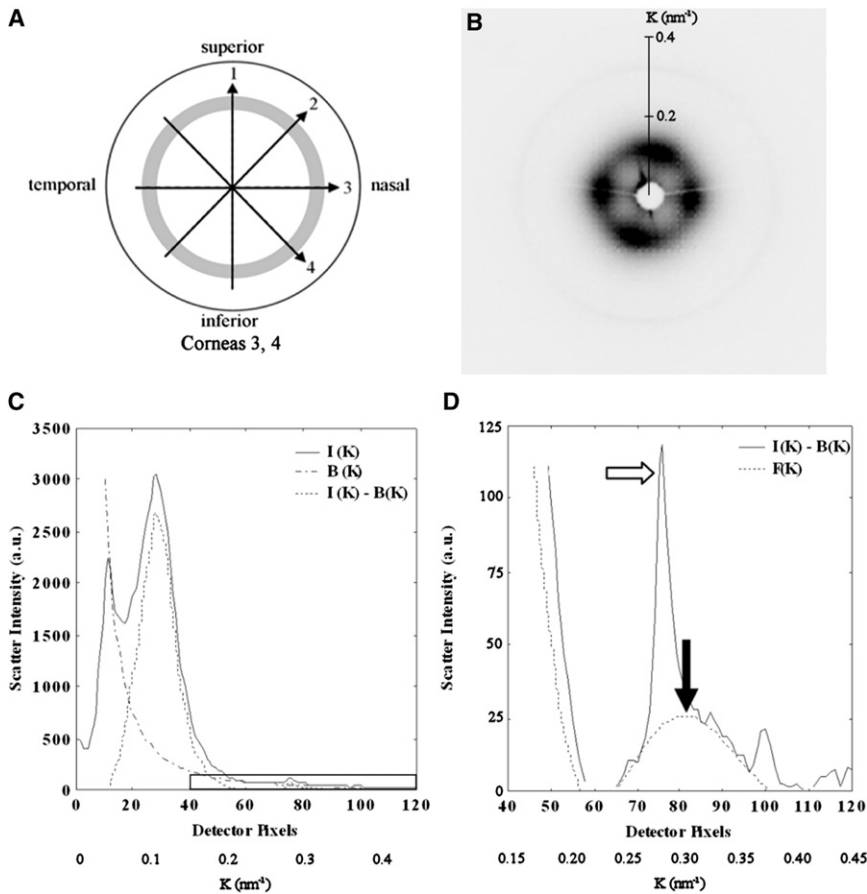 A
superior
1
2
temporal
3
nasal
4
inferior
Corneas 3, 4
B
K (nm⁻¹)
0.4
0.2
C
3500
3000
2500
2000
1500
1000
500
0
Scatter Intensity (a.u.)
I (K)
B (K)
I (K) - B(K)
0 20 40 60 80 100 120
Detector Pixels
0 0.1 0.2 0.3 0.4
K (nm⁻¹)
D
125
100
75
50
25
0
Scatter Intensity (a.u.)
I(K) - B(K)
F(K)
40 50 60 70 80 90 100 110 120
Detector Pixels
0.15 0.20 0.25 0.30 0.35 0.40 0.45
K (nm⁻¹)